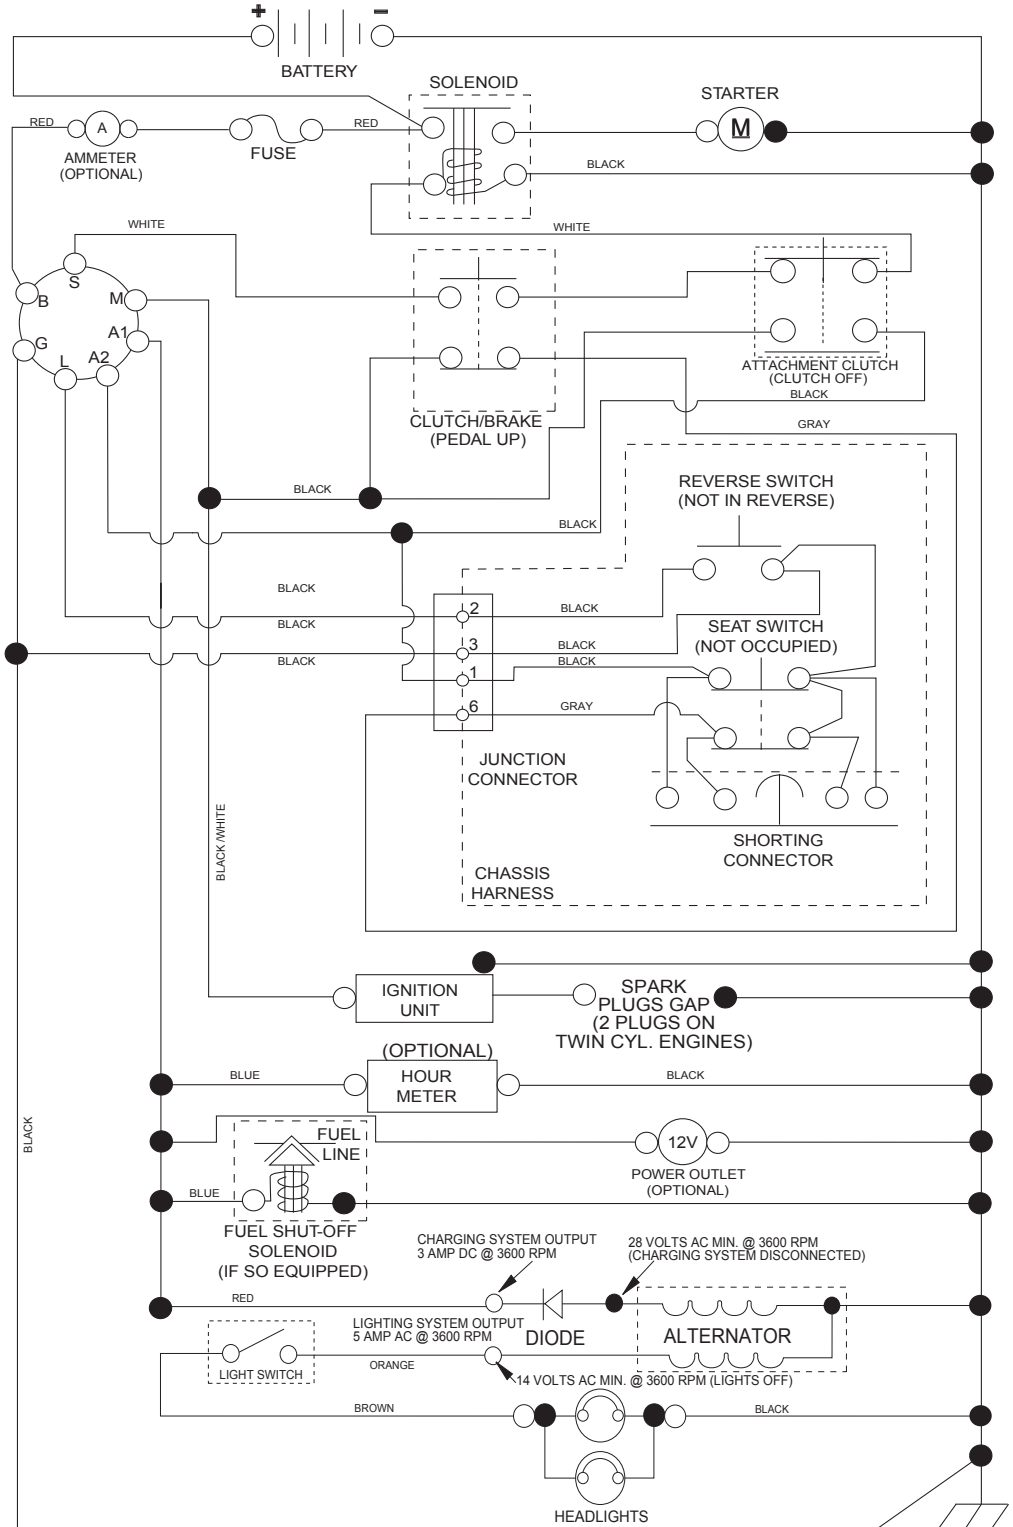 + −
BATTERY
SOLENOID
STARTER
RED
A
RED
M
AMMETER
(OPTIONAL)
FUSE
BLACK
WHITE
WHITE
S
B
M
G
A1
L
A2
ATTACHMENT CLUTCH
(CLUTCH OFF)
BLACK
CLUTCH/BRAKE
(PEDAL UP)
GRAY
REVERSE SWITCH
(NOT IN REVERSE)
BLACK
BLACK
BLACK
2
BLACK
BLACK
SEAT SWITCH
(NOT OCCUPIED)
3
BLACK
BLACK
BLACK
1
6
GRAY
JUNCTION
CONNECTOR
SHORTING
CONNECTOR
BLACK/WHITE
CHASSIS
HARNESS
IGNITION
UNIT
SPARK
PLUGS GAP
(2 PLUGS ON
TWIN CYL. ENGINES)
(OPTIONAL)
BLUE
HOUR
METER
BLACK
BLACK
FUEL
LINE
12V
POWER OUTLET
(OPTIONAL)
BLUE
FUEL SHUT-OFF
SOLENOID
(IF SO EQUIPPED)
CHARGING SYSTEM OUTPUT
3 AMP DC @ 3600 RPM
28 VOLTS AC MIN. @ 3600 RPM
(CHARGING SYSTEM DISCONNECTED)
RED
LIGHTING SYSTEM OUTPUT
5 AMP AC @ 3600 RPM
DIODE
ALTERNATOR
LIGHT SWITCH
ORANGE
14 VOLTS AC MIN. @ 3600 RPM (LIGHTS OFF)
BROWN
BLACK
HEADLIGHTS